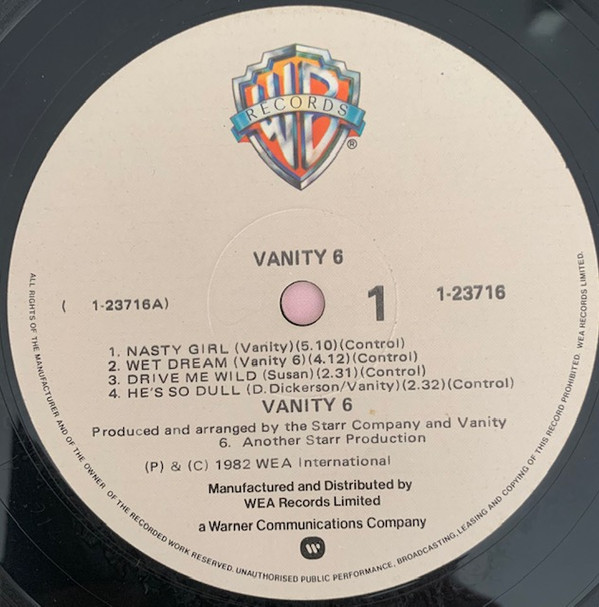 WB
RECORDS
®
VANITY 6
( 1-23716A)
1
1-23716
1. NASTY GIRL (Vanity)(5.10)(Control)
2. WET DREAM (Vanity 6)(4.12)(Control)
3. DRIVE ME WILD (Susan)(2.31)(Control)
4. HE'S SO DULL (D.Dickerson/Vanity)(2.32)(Control)
VANITY 6
Produced and arranged by the Starr Company and Vanity
6. Another Starr Production
(P) & (C) 1982 WEA International
Manufactured and Distributed by
WEA Records Limited
a Warner Communications Company
ALL RIGHTS OF THE MANUFACTURER AND OF THE OWNER OF THE RECORDED WORK RESERVED. UNAUTHORISED PUBLIC PERFORMANCE, BROADCASTING, LEASING AND COPYING OF THIS RECORD PROHIBITED. WEA RECORDS LIMITED.